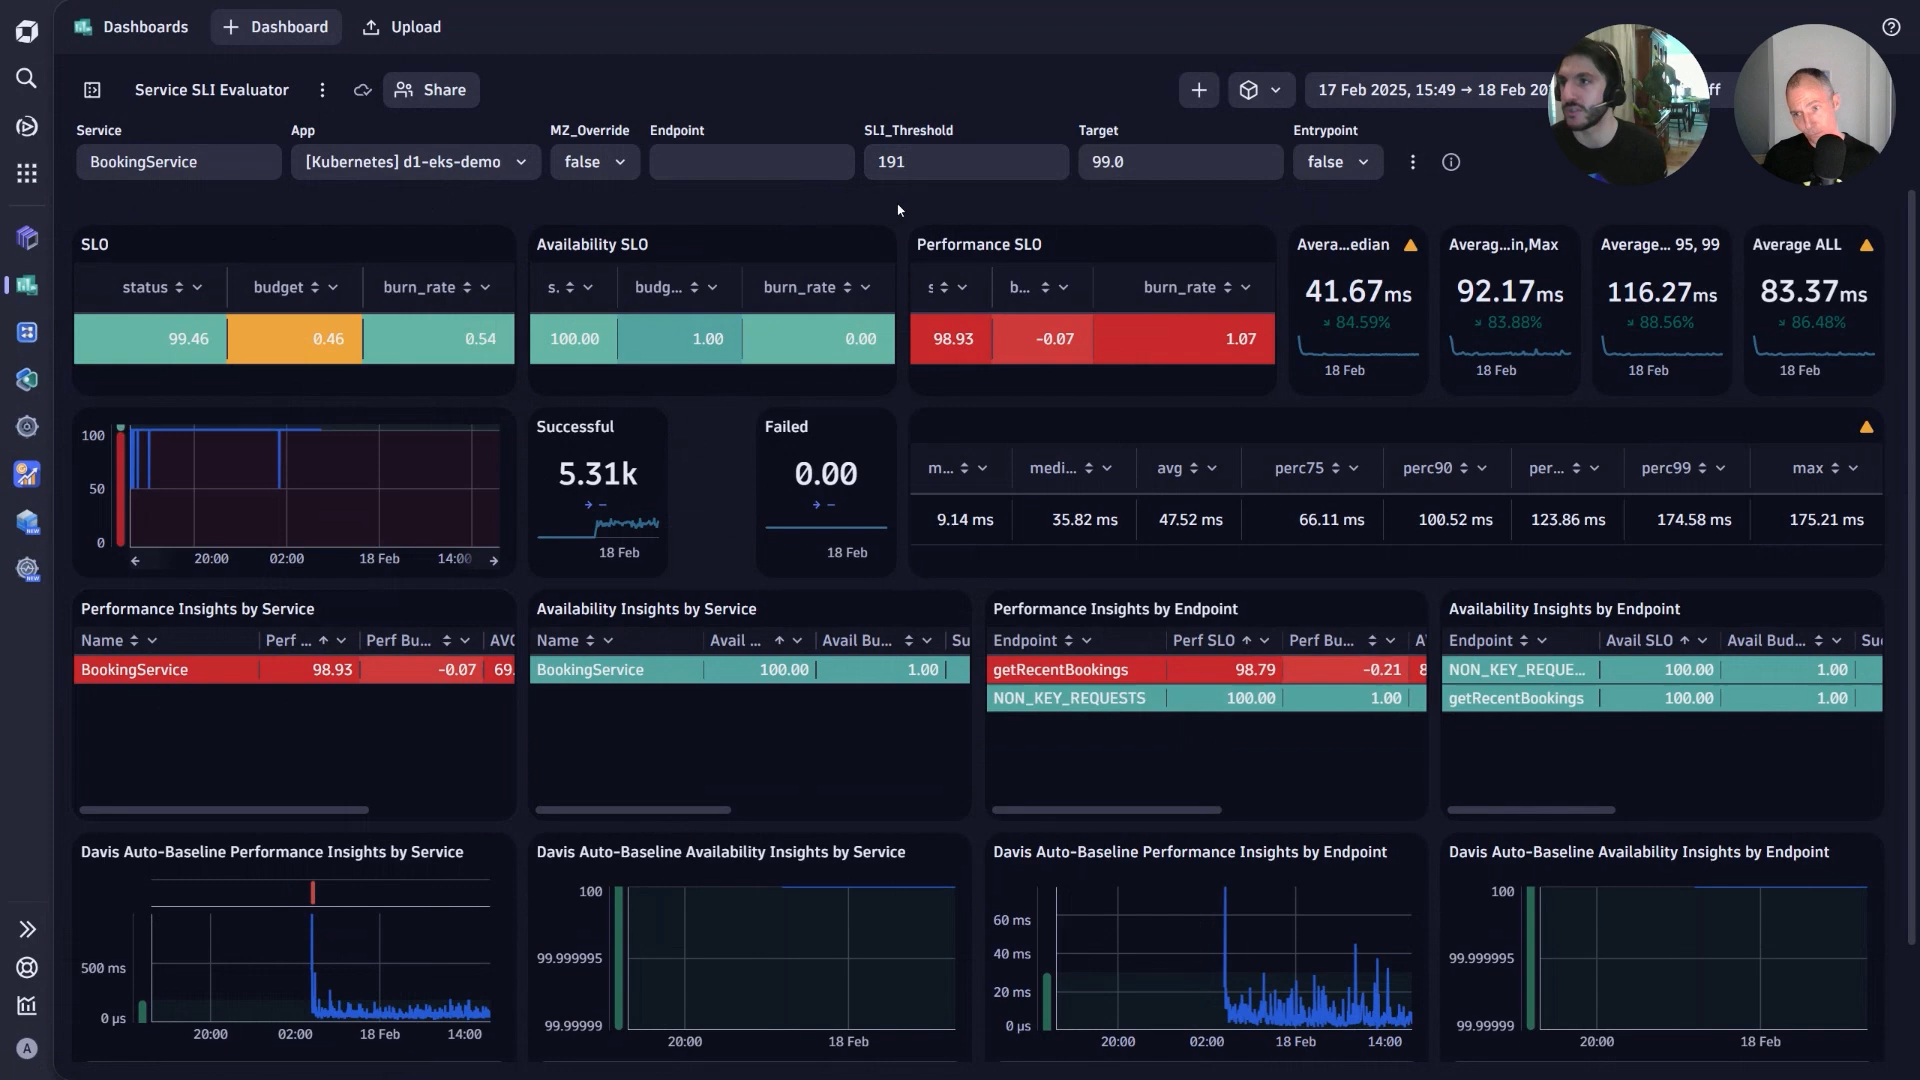 Dashboards
Dashboard
Upload
Service SLI Evaluator
Share
17 Feb 2025, 15:49 → 18 Feb 20
ff
Service
App
MZ_Override
Endpoint
SLI_Threshold
Target
Entrypoint
BookingService
[Kubernetes] d1-eks-demo
false
191
99.0
false
SLO
status
budget
burn_rate
99.46
0.46
0.54
Availability SLO
s.
budg...
burn_rate
100.00
1.00
0.00
Performance SLO
s
b...
burn_rate
98.93
-0.07
1.07
Avera...edian
41.67ms
84.59%
18 Feb
Averag...in,Max
92.17ms
83.88%
18 Feb
Average... 95, 99
116.27ms
88.56%
18 Feb
Average ALL
83.37ms
86.48%
18 Feb
100
50
0
20:00
02:00
18 Feb
14:00
Successful
5.31k
18 Feb
Failed
0.00
18 Feb
m...
medi...
avg
perc75
perc90
per...
perc99
max
9.14 ms
35.82 ms
47.52 ms
66.11 ms
100.52 ms
123.86 ms
174.58 ms
175.21 ms
Performance Insights by Service
Name
Perf ...
Perf Bu...
AVG
BookingService
98.93
-0.07
69.
Availability Insights by Service
Name
Avail ...
Avail Bu...
Su
BookingService
100.00
1.00
Performance Insights by Endpoint
Endpoint
Perf SLO
Perf Bu...
getRecentBookings
98.79
-0.21
8
NON_KEY_REQUESTS
100.00
1.00
Availability Insights by Endpoint
Endpoint
Avail SLO
Avail Bud...
Suc
NON_KEY_REQUE...
100.00
1.00
getRecentBookings
100.00
1.00
Davis Auto-Baseline Performance Insights by Service
500 ms
0 µs
20:00
02:00
18 Feb
14:00
Davis Auto-Baseline Availability Insights by Service
100
99.999995
99.99999
20:00
18 Feb
Davis Auto-Baseline Performance Insights by Endpoint
60 ms
40 ms
20 ms
0 µs
20:00
02:00
18 Feb
14:00
Davis Auto-Baseline Availability Insights by Endpoint
100
99.999995
99.99999
20:00
18 Feb
NEW
NEW
A